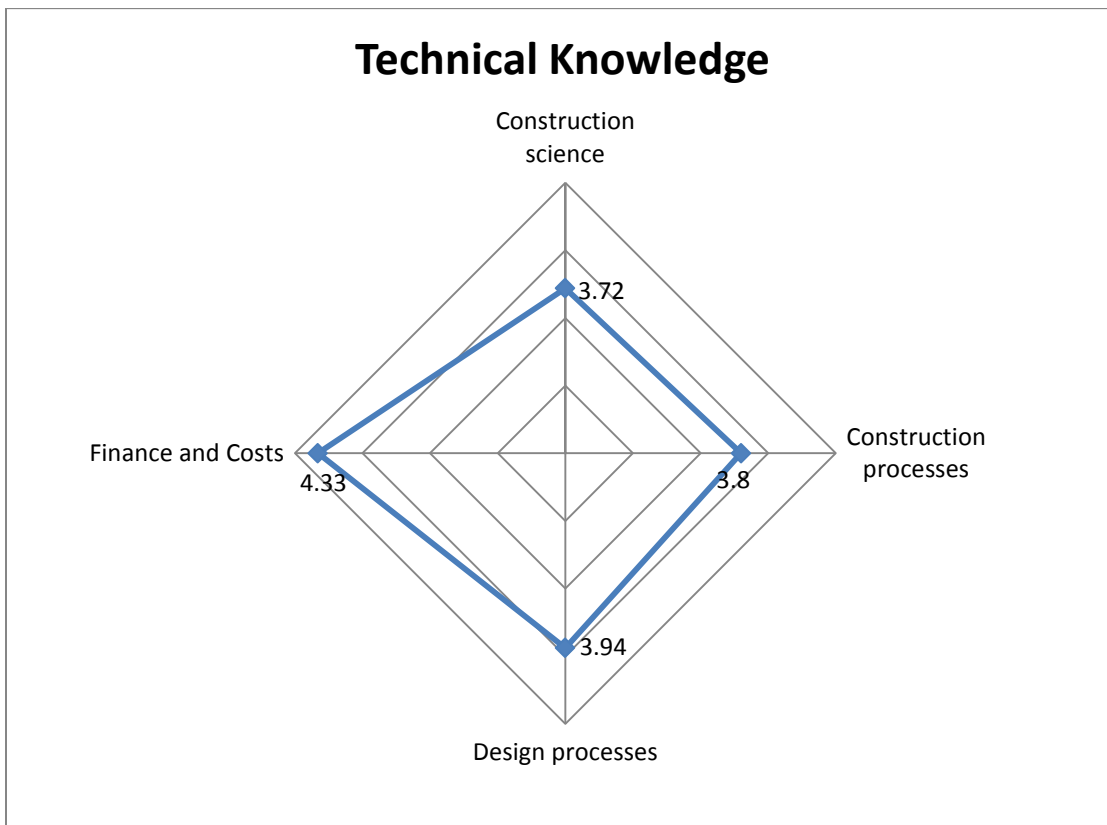 Technical Knowledge
Construction
science
3.72
Construction
processes
3.8
Finance and Costs
4.33
3.94
Design processes